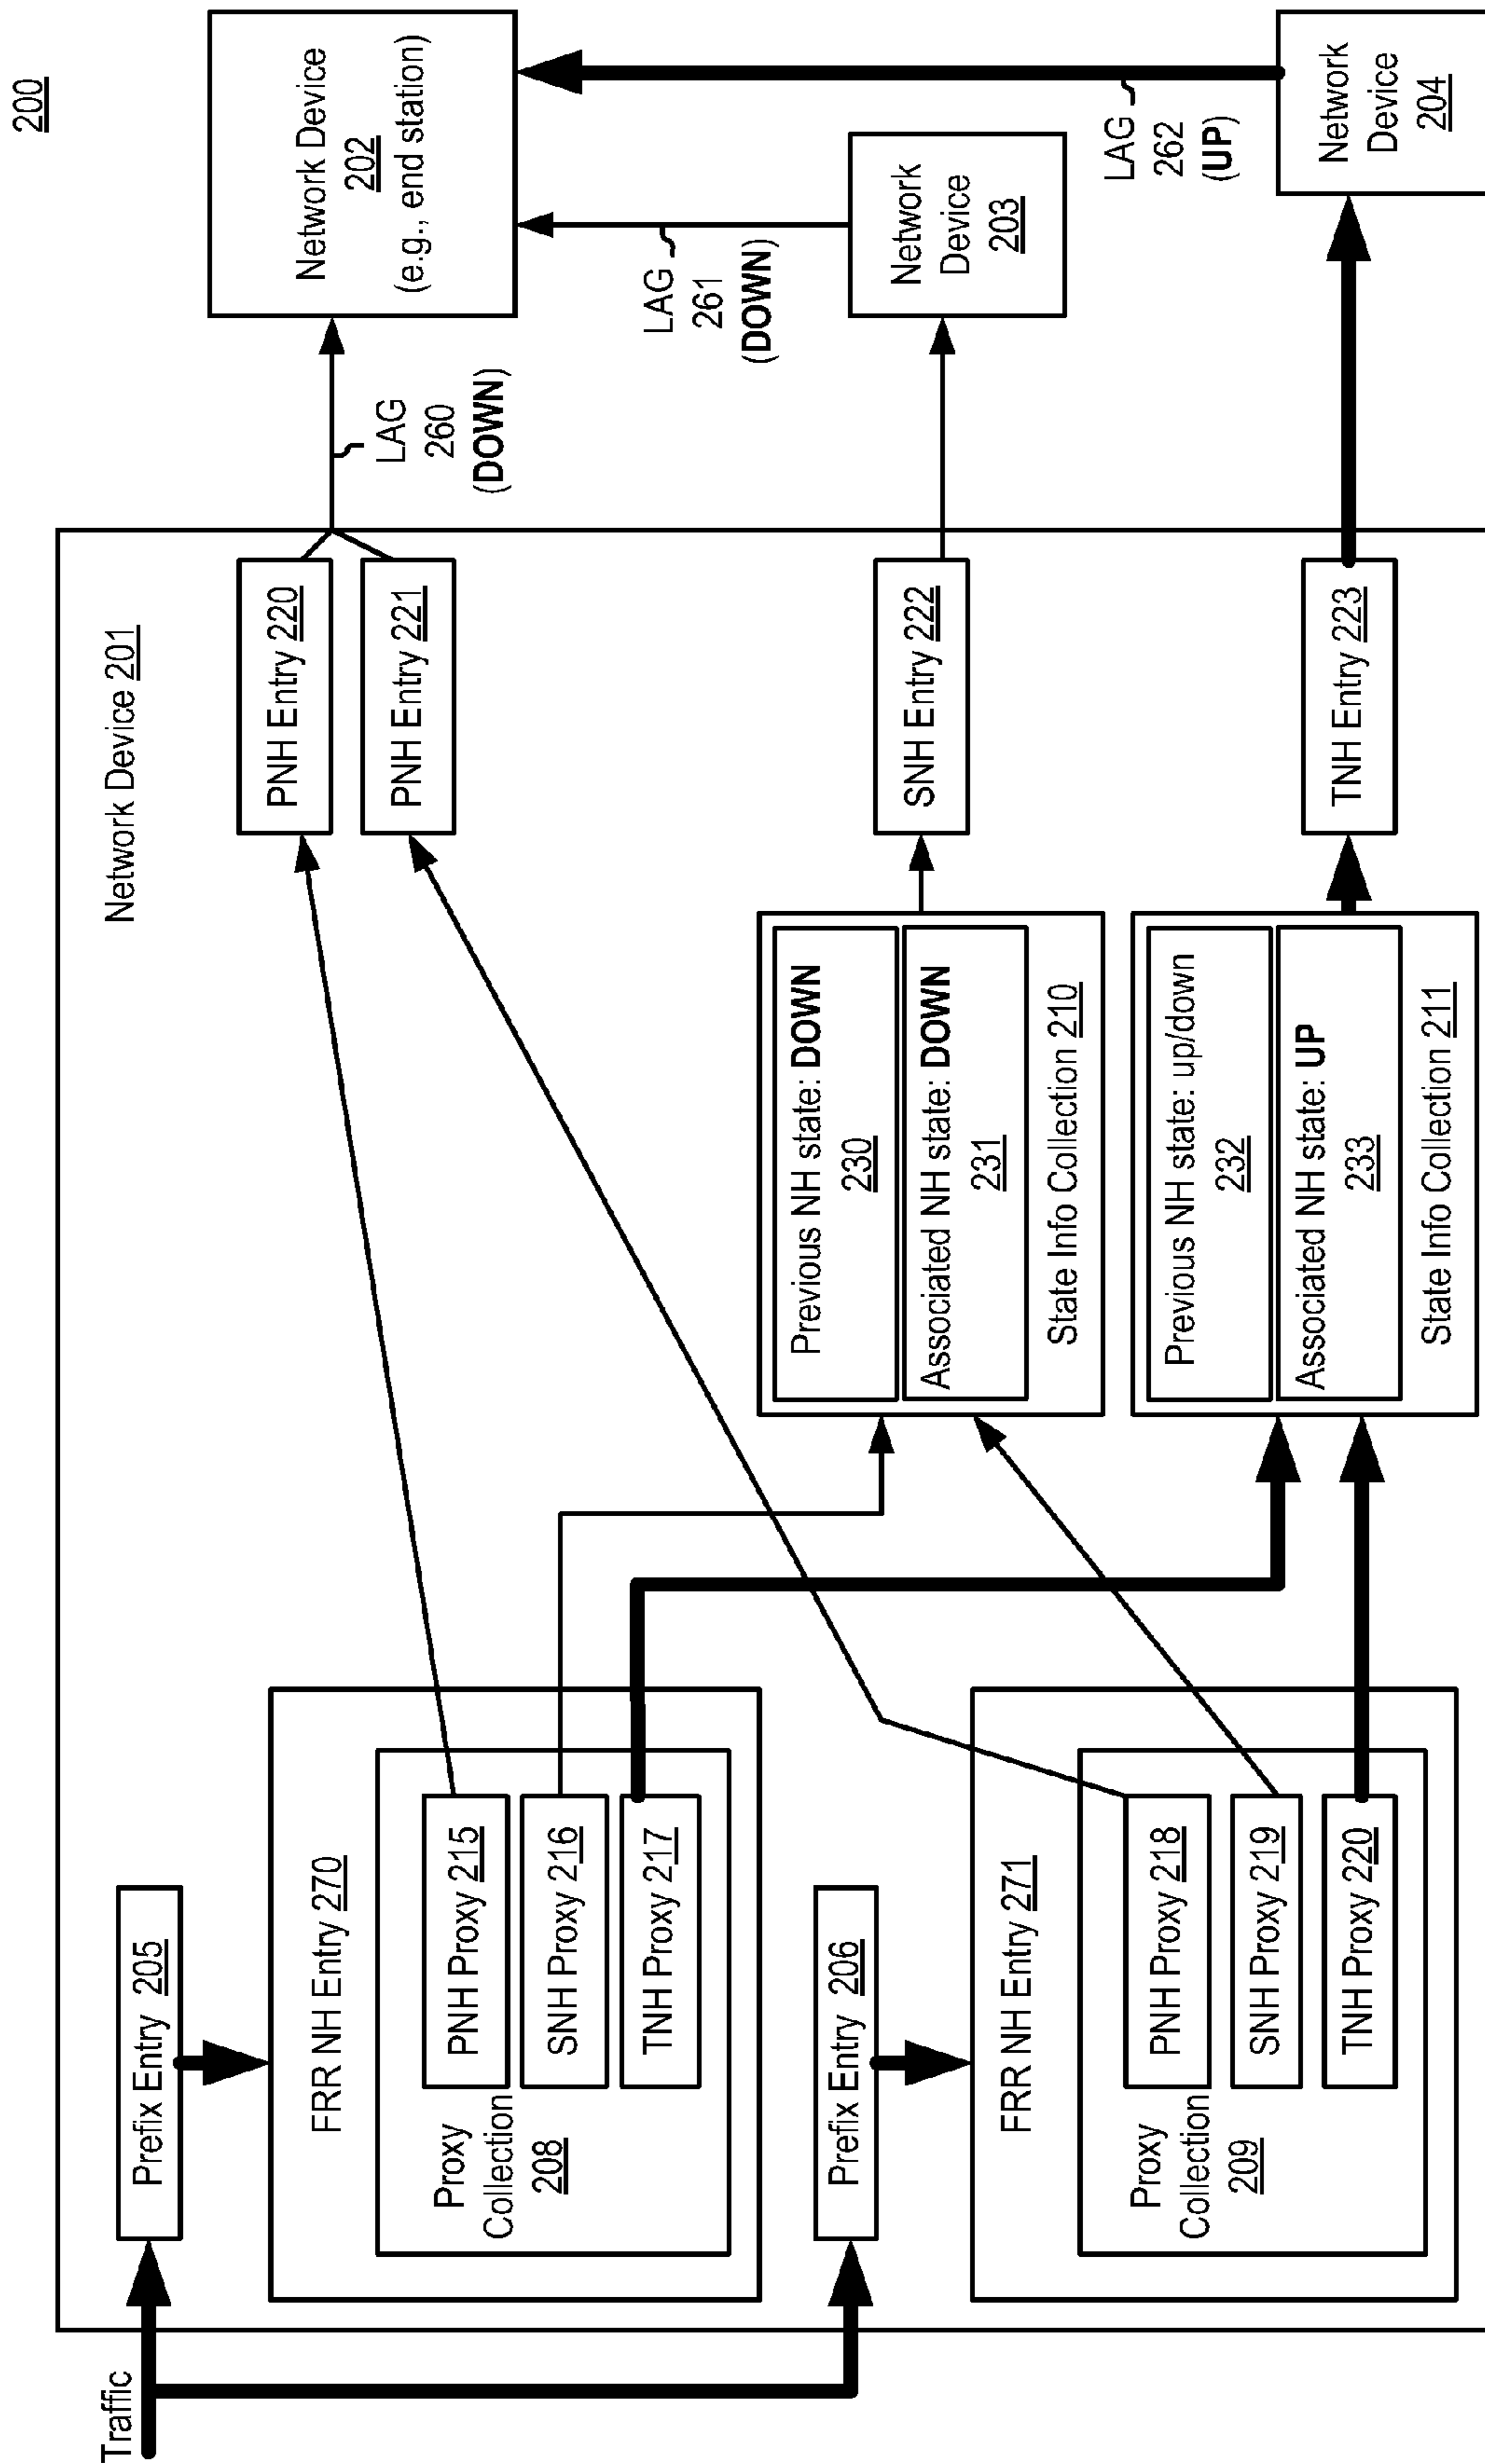 200
Traffic
Network Device 201
Prefix Entry 205
FRR NH Entry 270
Proxy
Collection
208
PNH Proxy 215
SNH Proxy 216
TNH Proxy 217
Prefix Entry 206
FRR NH Entry 271
Proxy
Collection
209
PNH Proxy 218
SNH Proxy 219
TNH Proxy 220
Previous NH state: DOWN
230
Associated NH state: DOWN
231
State Info Collection 210
Previous NH state: up/down
232
Associated NH state: UP
233
State Info Collection 211
PNH Entry 220
PNH Entry 221
SNH Entry 222
TNH Entry 223
LAG
260
(DOWN)
Network Device
202
(e.g., end station)
LAG
261
(DOWN)
Network
Device
203
LAG
262
(UP)
Network
Device
204